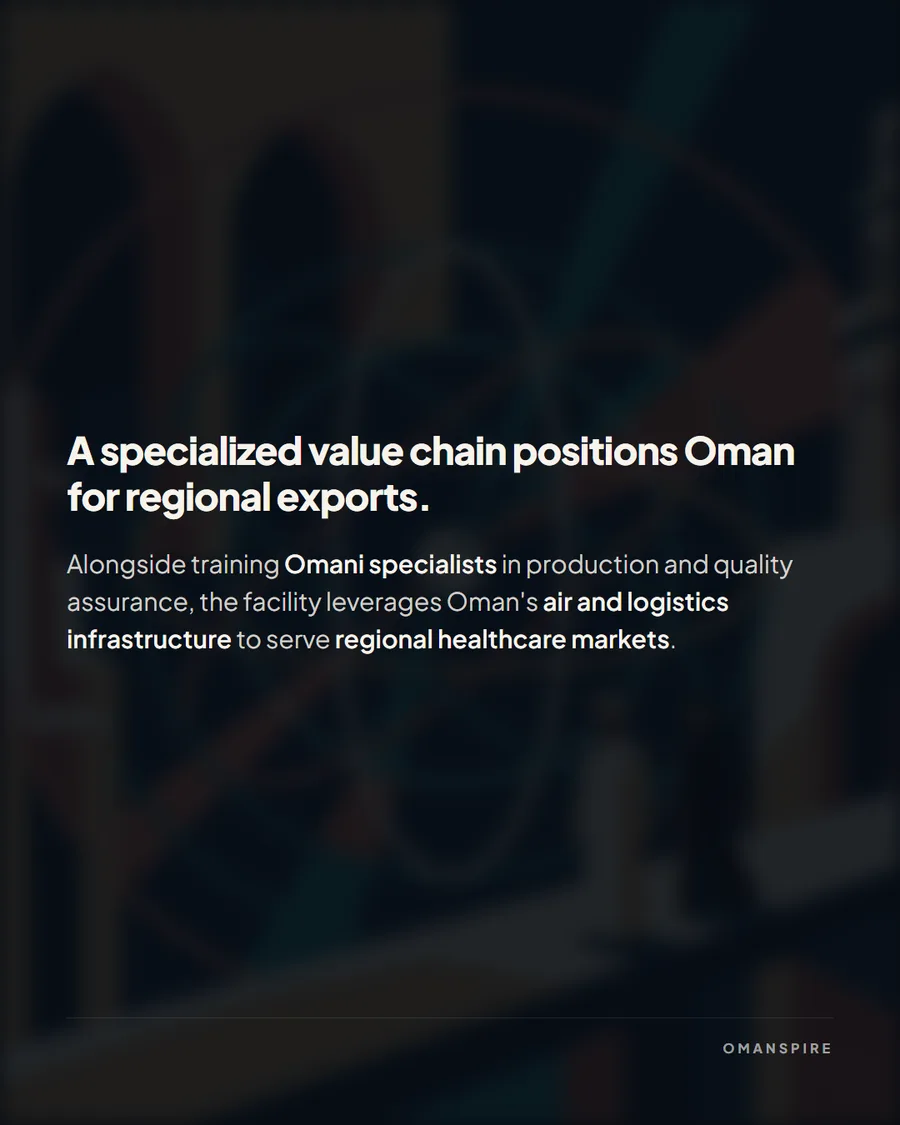 A specialized value chain positions Oman
for regional exports.
Alongside training Omani specialists in production and quality
assurance, the facility leverages Oman's air and logistics
infrastructure to serve regional healthcare markets.
OMANSPIRE